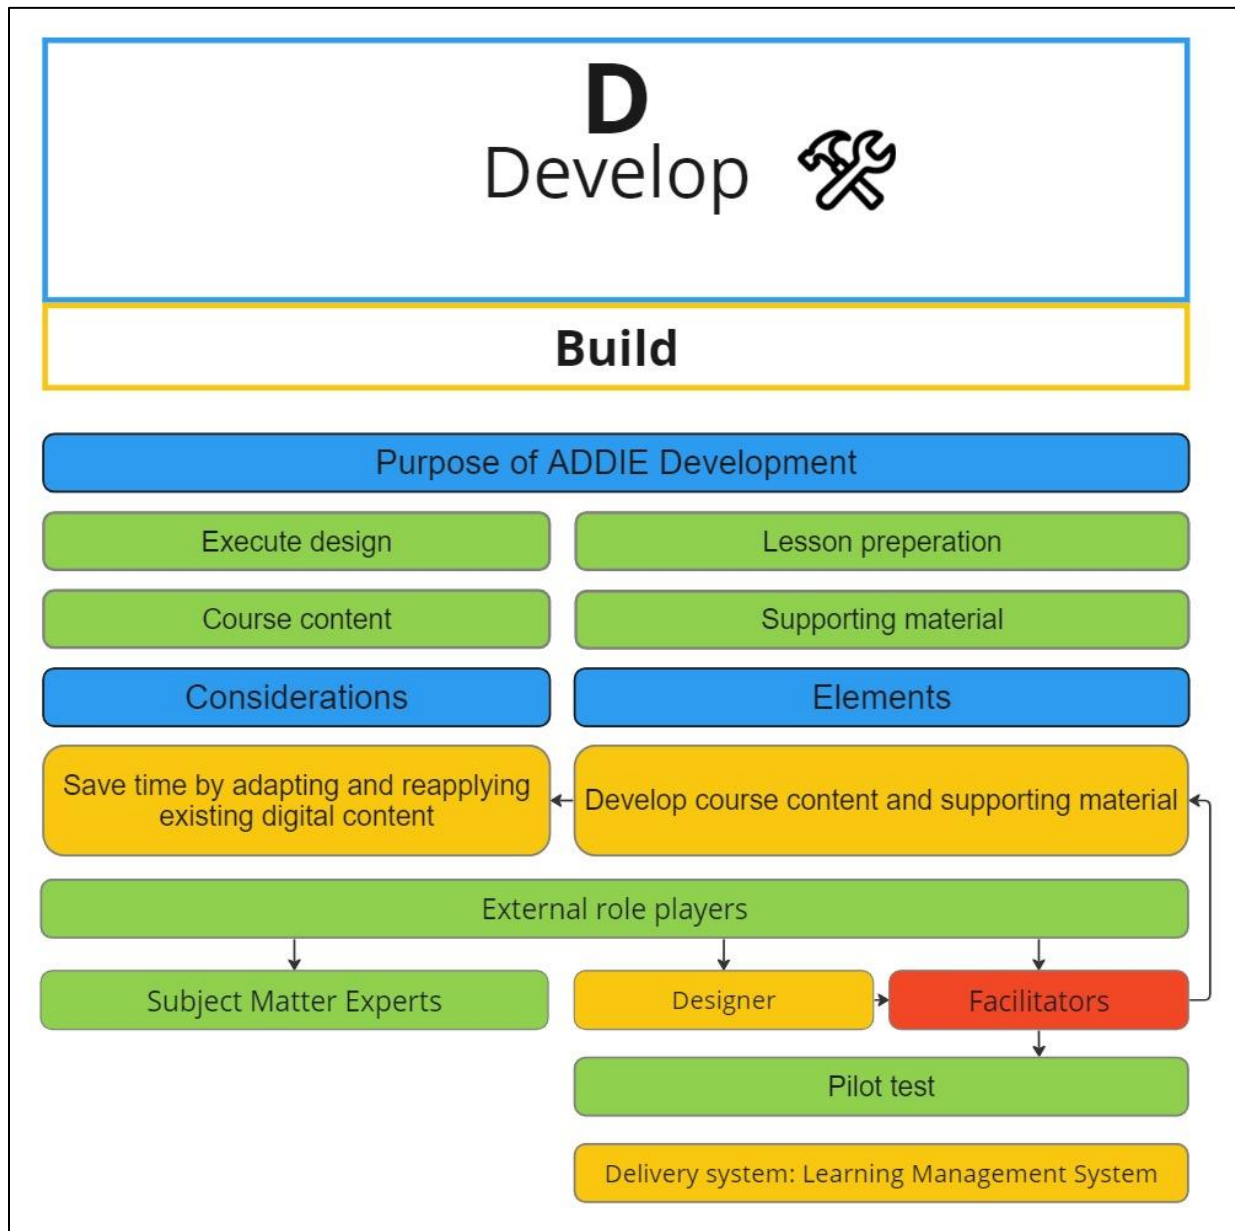 D
Develop
Build
Purpose of ADDIE Development
Execute design
Lesson preperation
Course content
Supporting material
Considerations
Elements
Save time by adapting and reapplying
existing digital content
Develop course content and supporting material
External role players
Subject Matter Experts
Designer
Facilitators
Pilot test
Delivery system: Learning Management System